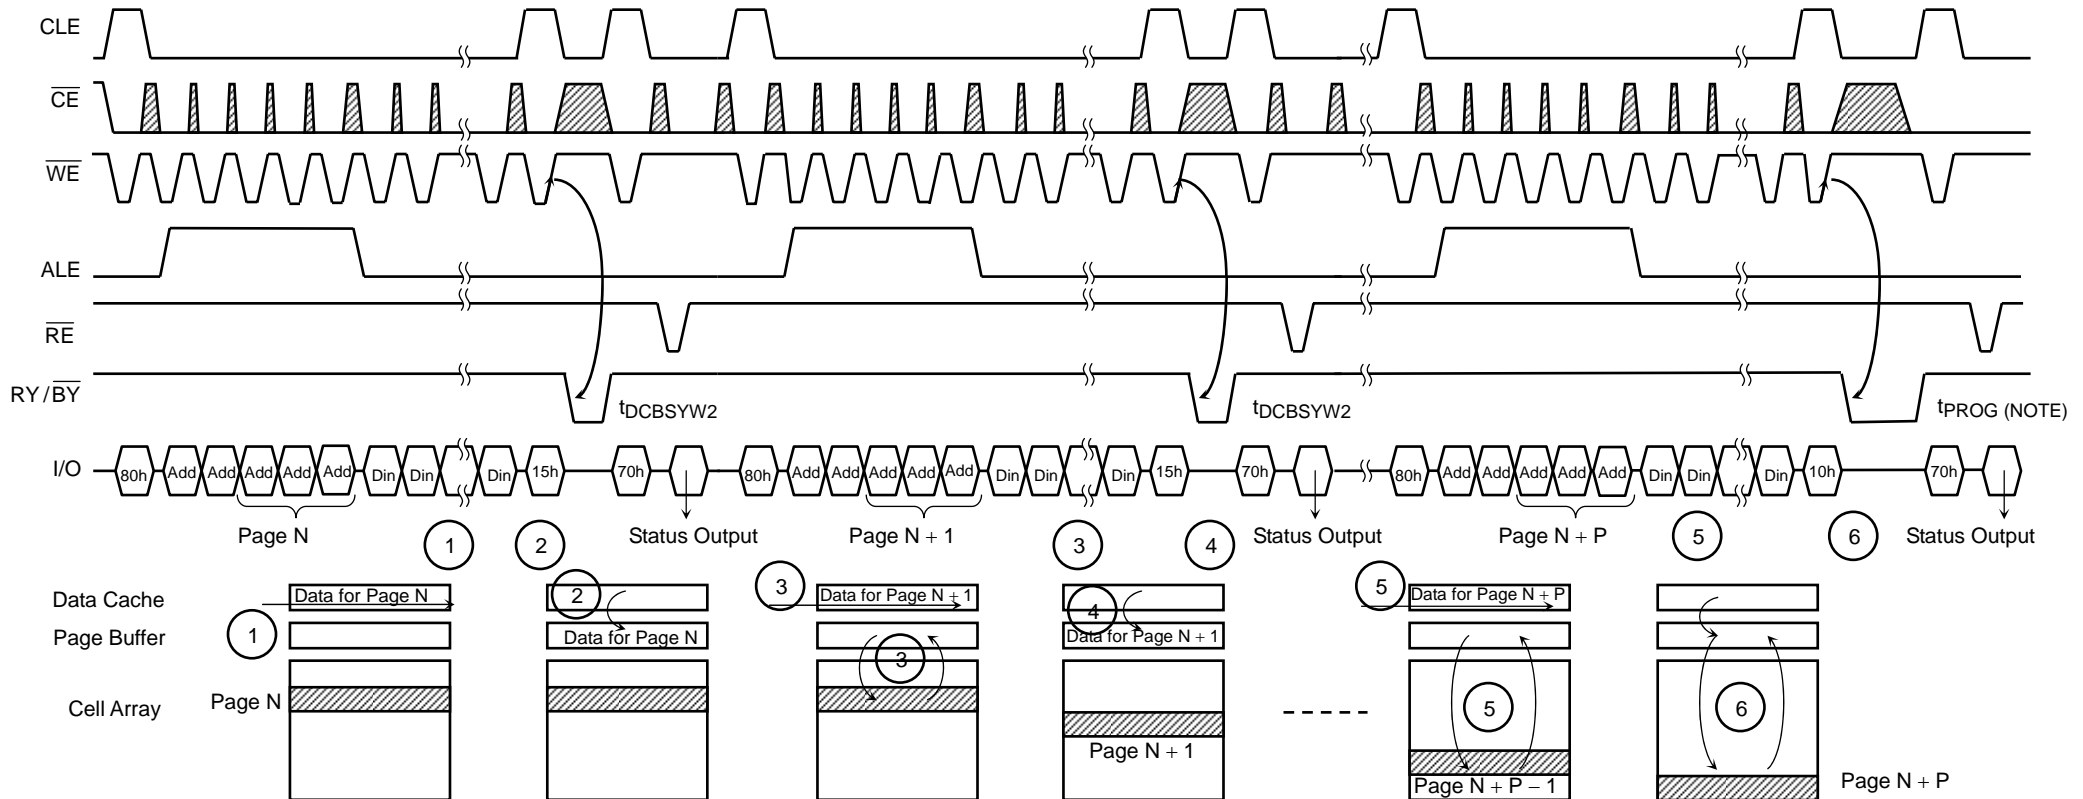 CLE
CE
WE
ALE
RE
RY/BY
tDCBSYW2
tDCBSYW2
tPROG (NOTE)
I/O 80h Add Add Add Add Add Din Din Din 15h 70h 80h Add Add Add Add Add Din Din Din 15h 70h 80h Add Add Add Add Add Din Din Din 10h 70h
Page N Status Output Page N + 1 Status Output Page N + P Status Output
1 2 3 4 5 6
Data Cache Data for Page N 2 3 Data for Page N + 1 4 5 Data for Page N + P
Page Buffer 1 Data for Page N 3 Data for Page N + 1
Cell Array Page N 5 6
Page N + 1
Page N + P − 1
Page N + P